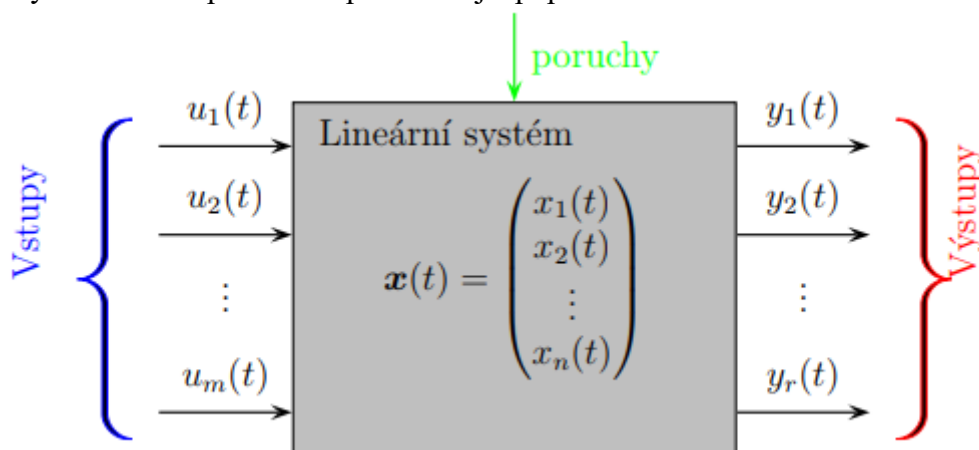 poruchy
Vstupy
u₁(t)
u₂(t)
⋮
uₘ(t)
Lineární systém
𝒙(t) = (x₁(t)
x₂(t)
⋮
xₙ(t))
y₁(t)
y₂(t)
⋮
yᵣ(t)
Výstupy